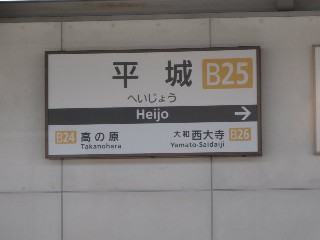 平城 B25
へいじょう
Heijo →
B24 高の原 大和西大寺 B26
Takanohara Yamato-Saidaiji